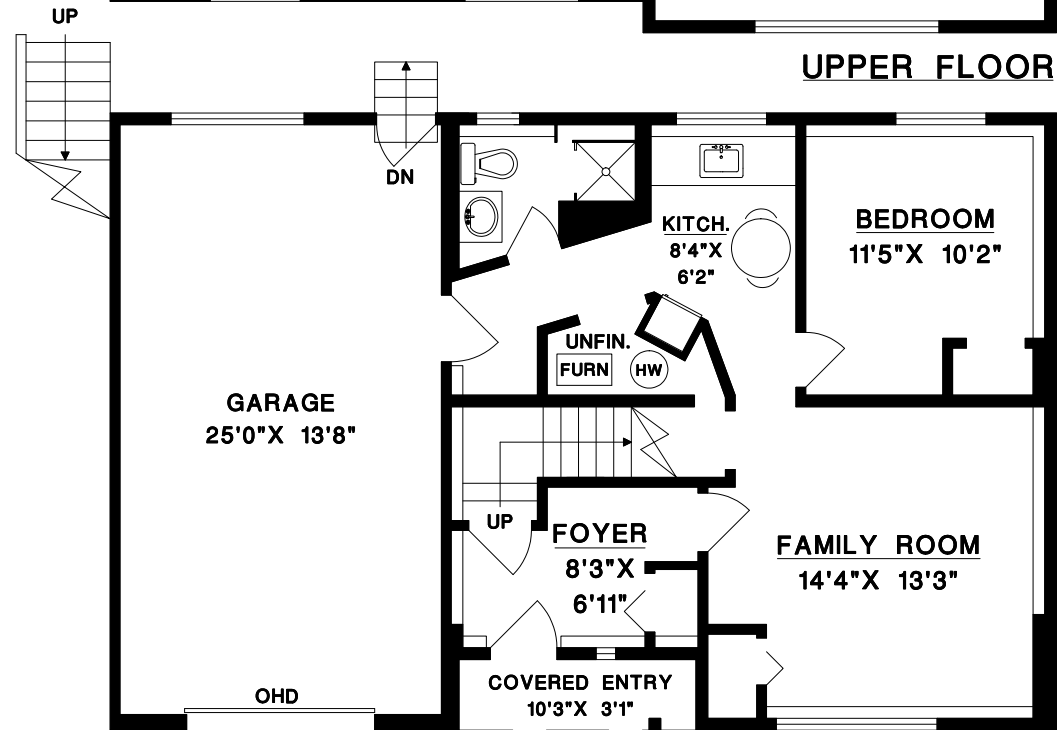 UP
UPPER FLOOR
DN
KITCH.
8'4"X
6'2"
BEDROOM
11'5"X 10'2"
UNFIN.
FURN
HW
GARAGE
25'0"X 13'8"
UP
FOYER
8'3"X
6'11"
FAMILY ROOM
14'4"X 13'3"
COVERED ENTRY
10'3"X 3'1"
OHD